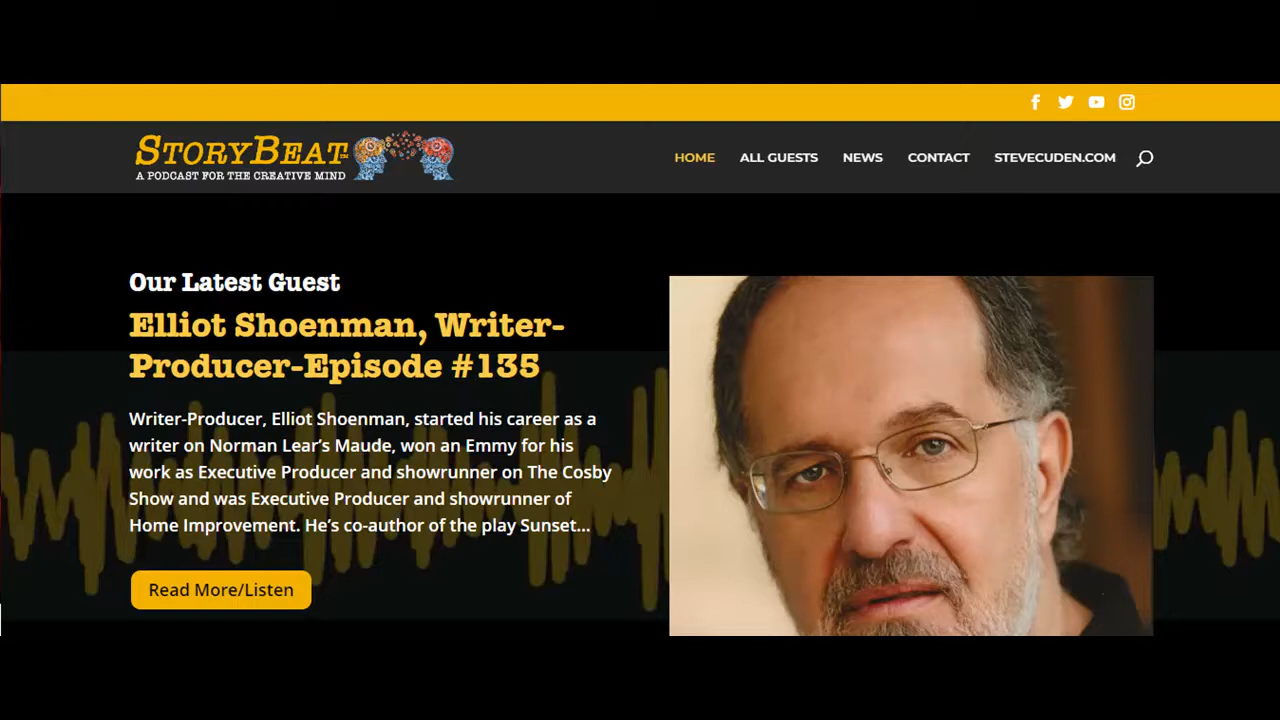 STORYBEAT™
A PODCAST FOR THE CREATIVE MIND
HOME ALL GUESTS NEWS CONTACT STEVECUDEN.COM
Our Latest Guest
Elliot Shoenman, Writer-
Producer-Episode #135
Writer-Producer, Elliot Shoenman, started his career as a
writer on Norman Lear’s Maude, won an Emmy for his
work as Executive Producer and showrunner on The Cosby
Show and was Executive Producer and showrunner of
Home Improvement. He’s co-author of the play Sunset...
Read More/Listen